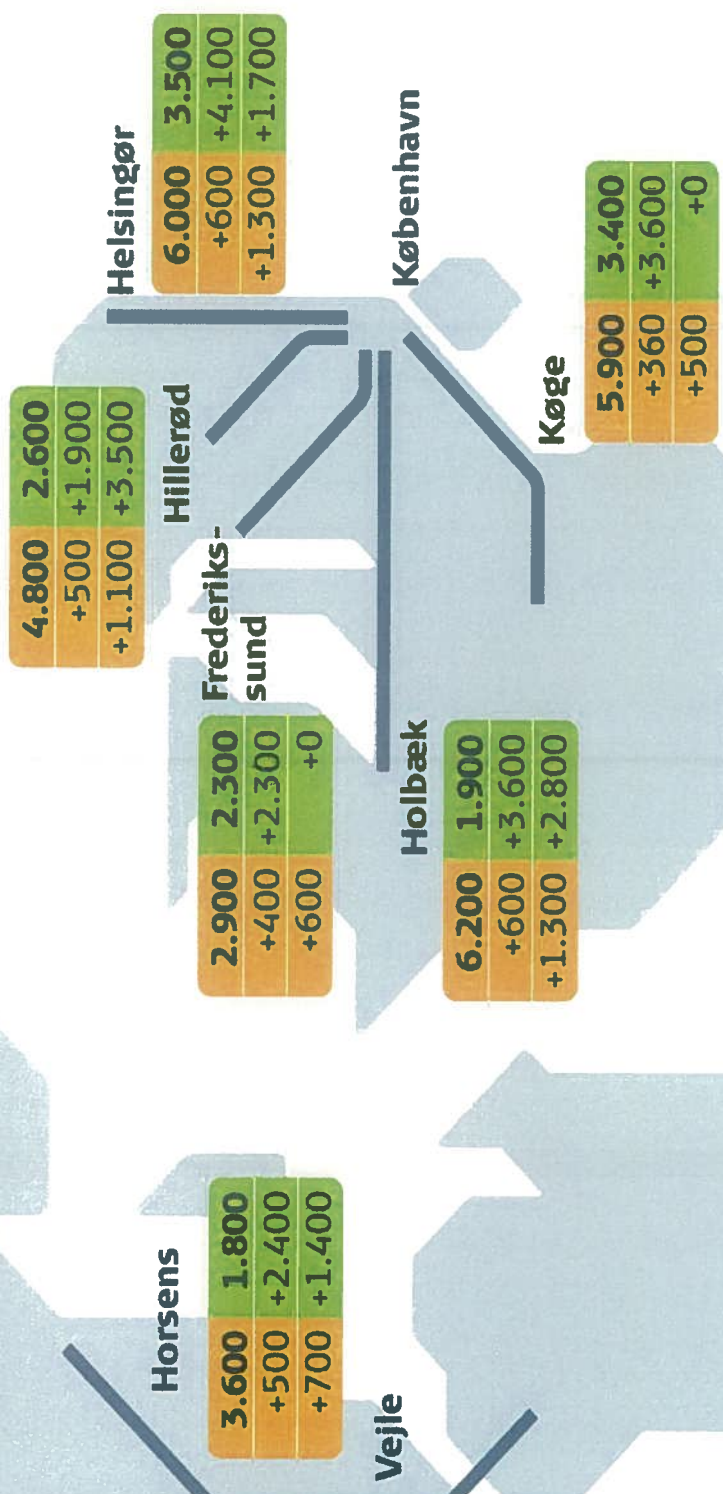 Helsingør
6.000 3.500
+600 +4.100
+1.300 +1.700
København
4.800 2.600
+500 +1.900
+1.100 +3.500
Hillerød
Frederiks-
sund
2.900 2.300
+400 +2.300
+600 +0
Køge
5.900 3.400
+360 +3.600
+500 +0
Holbæk
6.200 1.900
+600 +3.600
+1.300 +2.800
Horsens
3.600 1.800
+500 +2.400
+700 +1.400
Vejle